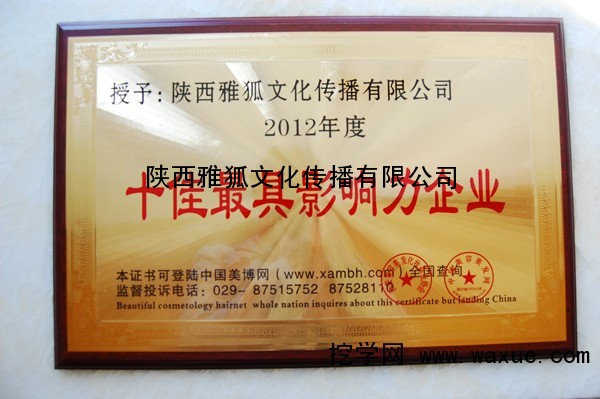 授予：陕西雅狐文化传播有限公司
2012年度
陕西雅狐文化传播有限公司
十佳最具影响力企业
本证书可登陆中国美博网（www.xambh.com）全国查询
监督投诉电话：029- 87515752 87528110
Beautiful cosmetology hairnet whole nation inquires about this certificate but landing China
挖学网 www.waxue.com